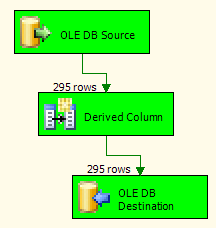 OLE DB Source
295 rows
Derived Column
295 rows
OLE DB
Destination